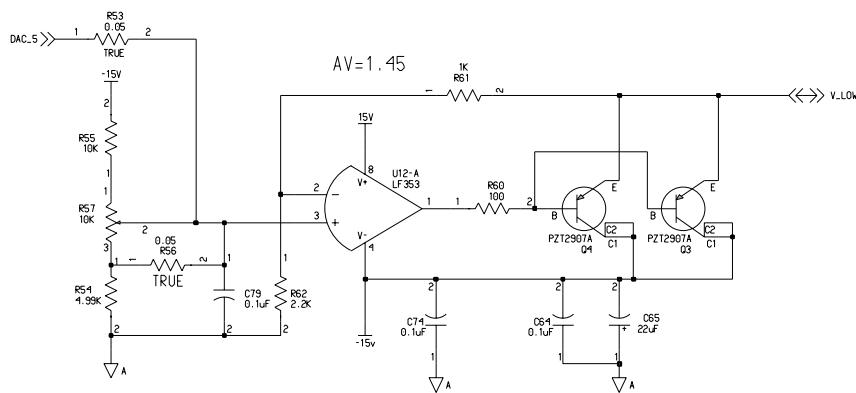 R53
0.05
DAC_5
1
2
TRUE
-15V
AV=1.45
1K
R61
1
2
V_LOW
2
R55
10K
1
15V
8
U12-A
LF353
V+
2
1
R57
10K
2
3
3
V-
4
1
1
R60
100
2
B
E
C2
C1
PZT2907A
Q4
B
E
C2
C1
PZT2907A
Q3
0.05
R56
1
1
2
TRUE
1
1
R54
4.99K
2
C79
0.1uF
2
R62
2.2K
2
-15v
2
C74
0.1uF
1
2
C64
0.1uF
1
2
C65
22uF
+
1
A
A
A